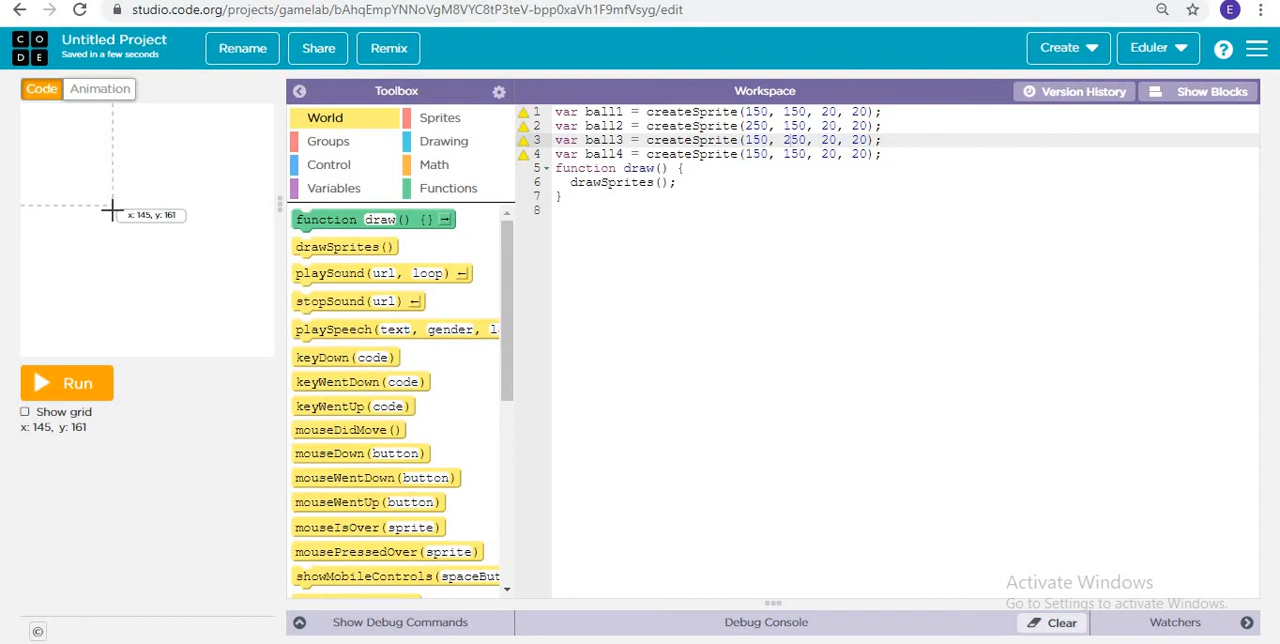 studio.code.org/projects/gamelab/bAhqEmpYNNoVgM8VYC8tP3teV-bpp0xaVh1F9mfVsyg/edit
E
C O
D E
Untitled Project
Saved in a few seconds
Rename
Share
Remix
Create
Eduler
?
Code
Animation
Toolbox
Workspace
Version History
Show Blocks
World
Sprites
Groups
Drawing
Control
Math
Variables
Functions
function draw() {}
drawSprites()
playSound(url, loop)
stopSound(url)
playSpeech(text, gender, l
keyDown(code)
keyWentDown(code)
keyWentUp(code)
mouseDidMove()
mouseDown(button)
mouseWentDown(button)
mouseWentUp(button)
mouseIsOver(sprite)
mousePressedOver(sprite)
showMobileControls(spaceBut
1 var ball1 = createSprite(150, 150, 20, 20);
2 var ball2 = createSprite(250, 150, 20, 20);
3 var ball3 = createSprite(150, 250, 20, 20);
4 var ball4 = createSprite(150, 150, 20, 20);
5 function draw() {
6 drawSprites();
7 }
8
x: 145, y: 161
Run
Show grid
x: 145, y: 161
Activate Windows
Go to Settings to activate Windows.
©
Show Debug Commands
Debug Console
Clear
Watchers